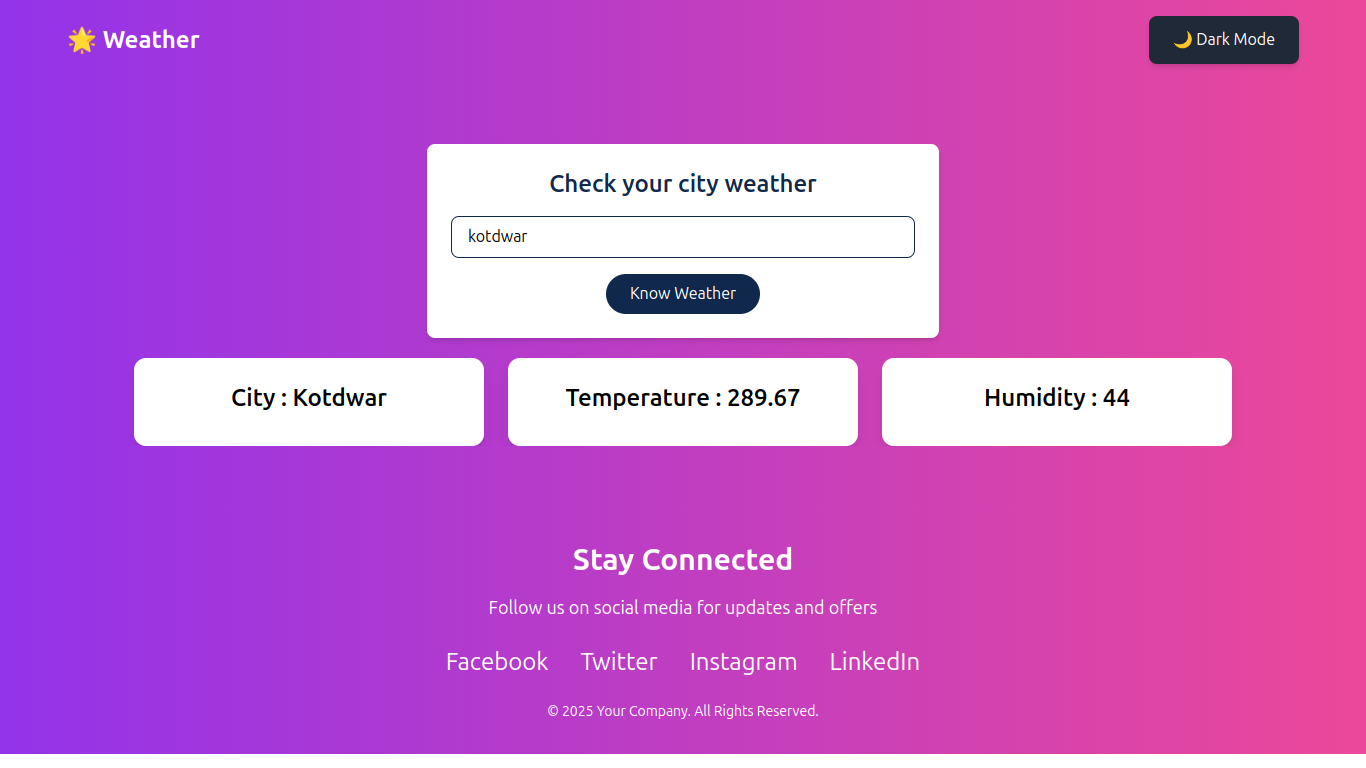 🌟 Weather
🌙 Dark Mode
Check your city weather
kotdwar
Know Weather
City : Kotdwar
Temperature : 289.67
Humidity : 44
Stay Connected
Follow us on social media for updates and offers
Facebook Twitter Instagram LinkedIn
© 2025 Your Company. All Rights Reserved.